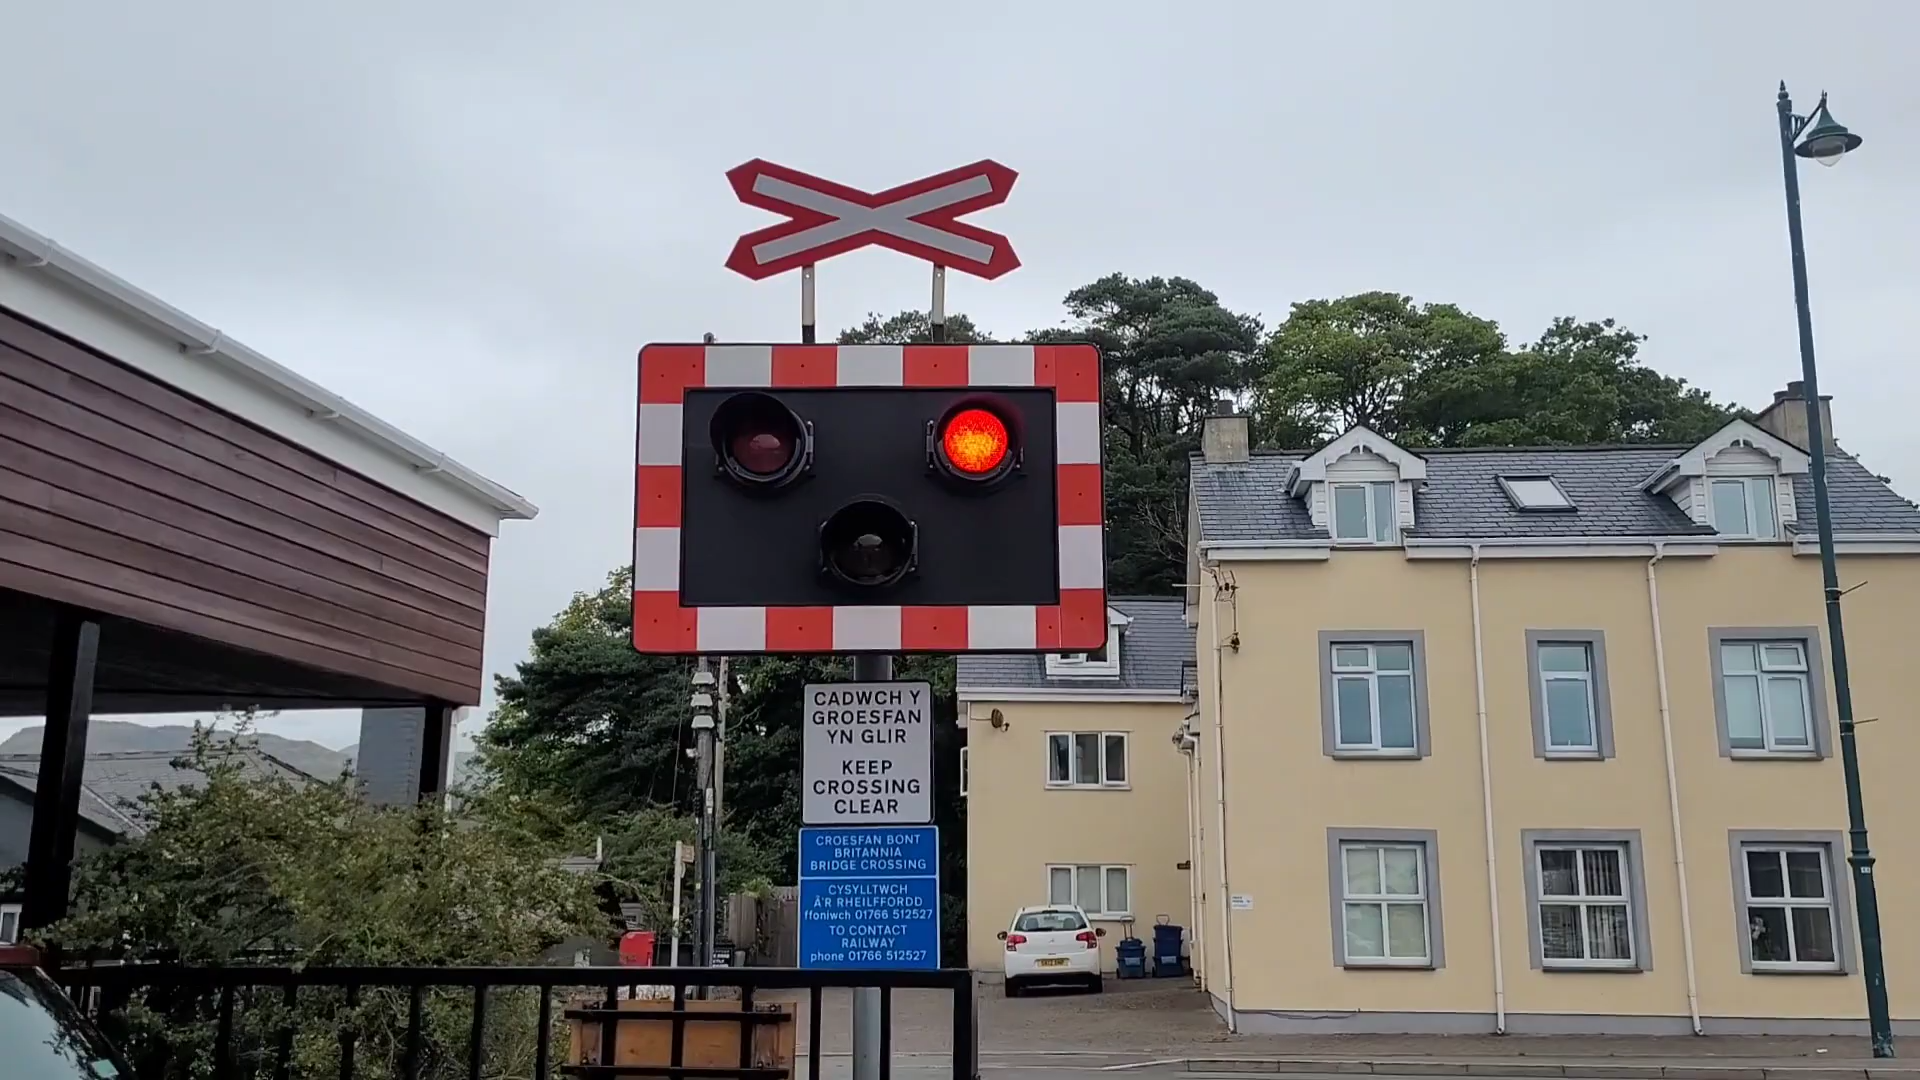 CADWCH Y
GROESFAN
YN GLIR
KEEP
CROSSING
CLEAR
CROESFAN BONT
BRITANNIA
BRIDGE CROSSING
CYSYLLTWCH
Â'R RHEILFFORDD
ffoniwch 01766 512527
TO CONTACT
RAILWAY
phone 01766 512527